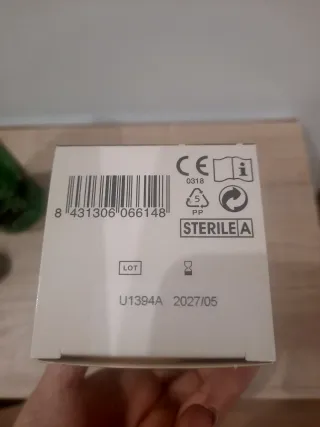 CE
0318
i
8 431306 066148
5
PP
STERILE A
LOT
U1394A 2027/05